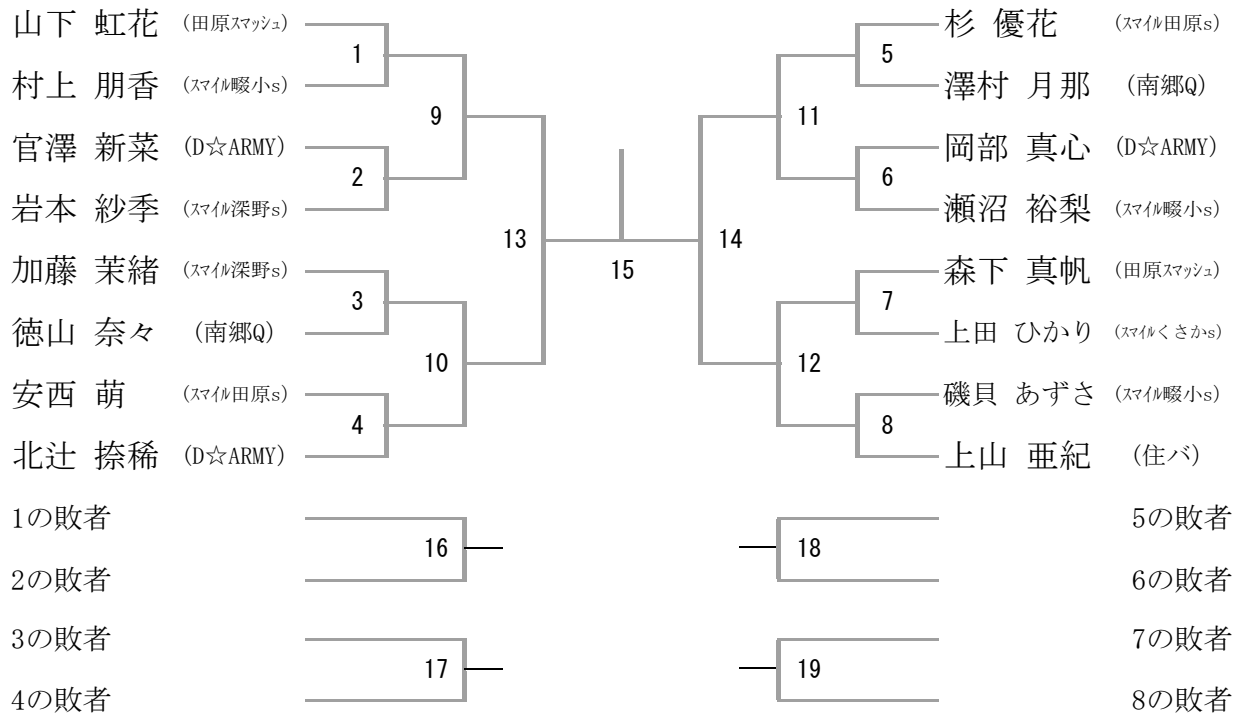 山下 虹花 (田原ｽﾏｯｼｭ)
1
村上 朋香 (ｽﾏｲﾙ畷小s)
9
官澤 新菜 (D☆ARMY)
2
岩本 紗季 (ｽﾏｲﾙ深野s)
13
加藤 茉緒 (ｽﾏｲﾙ深野s)
3
徳山 奈々 (南郷Q)
10
安西 萌 (ｽﾏｲﾙ田原s)
4
北辻 捺稀 (D☆ARMY)
15
杉 優花 (ｽﾏｲﾙ田原s)
5
澤村 月那 (南郷Q)
11
岡部 真心 (D☆ARMY)
6
瀬沼 裕梨 (ｽﾏｲﾙ畷小s)
14
森下 真帆 (田原ｽﾏｯｼｭ)
7
上田 ひかり (ｽﾏｲﾙくさかs)
12
磯貝 あずさ (ｽﾏｲﾙ畷小s)
8
上山 亜紀 (住バ)
1の敗者
16
2の敗者
3の敗者
17
4の敗者
5の敗者
18
6の敗者
7の敗者
19
8の敗者